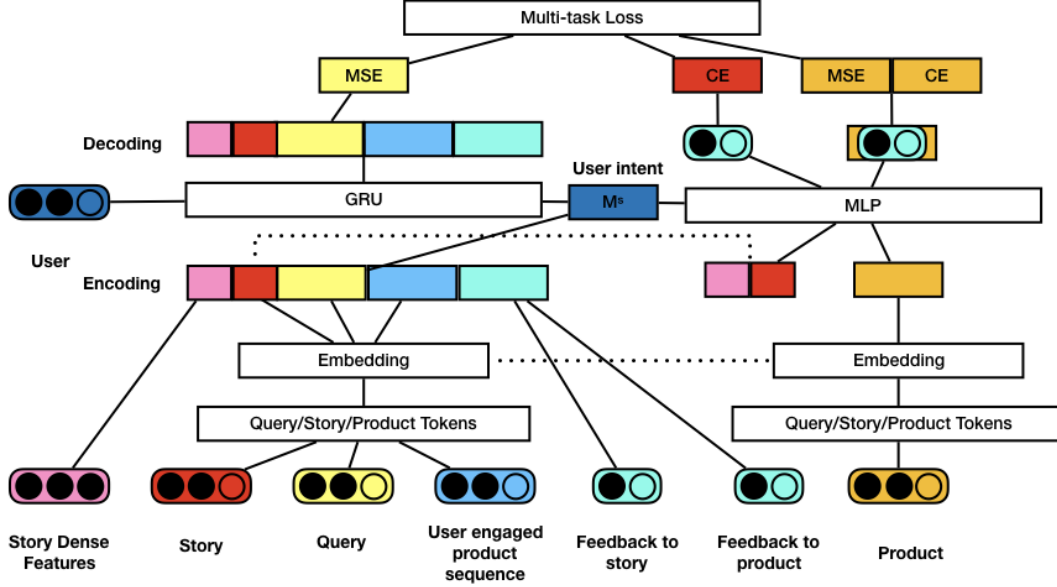 Multi-task Loss
MSE
CE
MSE
CE
Decoding
User intent
GRU
Mˢ
MLP
User
Encoding
Embedding
Embedding
Query/Story/Product Tokens
Query/Story/Product Tokens
Story Dense
Features
Story
Query
User engaged
product
sequence
Feedback to
story
Feedback to
product
Product